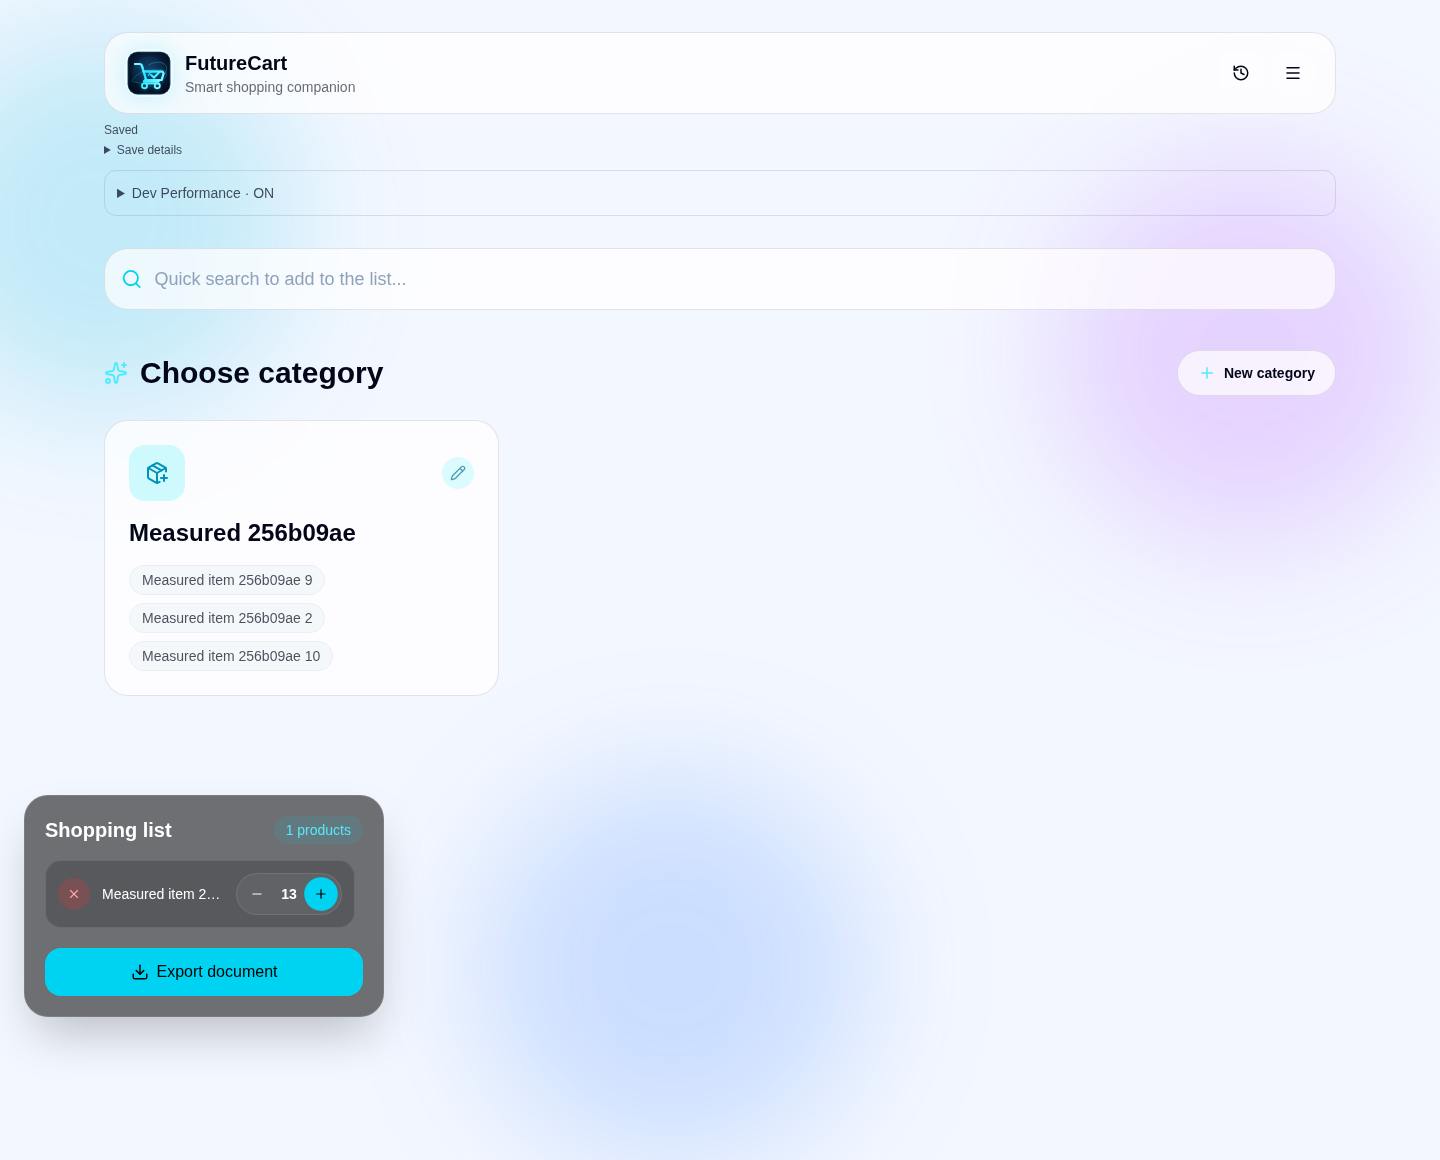 FutureCart
Smart shopping companion
Saved
Save details
Dev Performance · ON
Quick search to add to the list...
Choose category
New category
Measured 256b09ae
Measured item 256b09ae 9
Measured item 256b09ae 2
Measured item 256b09ae 10
Shopping list
1 products
Measured item 2…
13
Export document